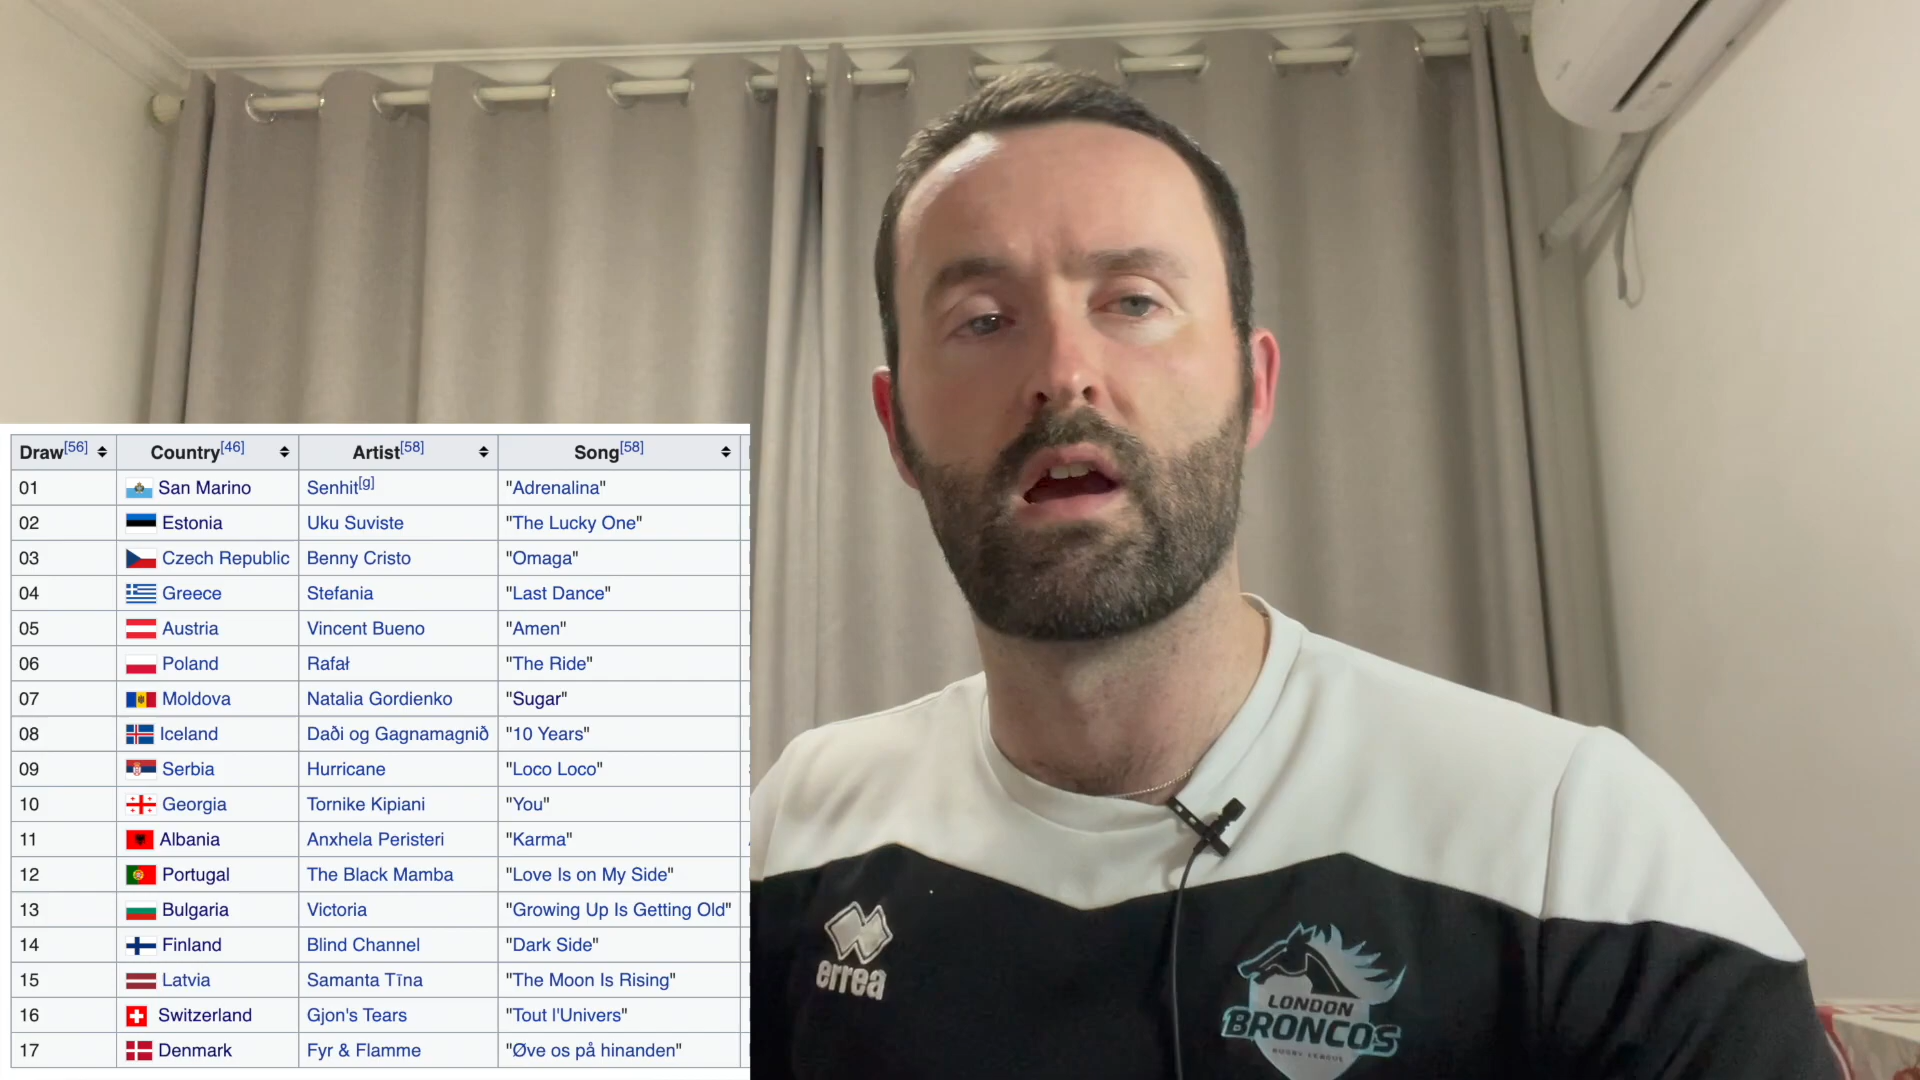 Draw[56] Country[46] Artist[58] Song[58]
01 San Marino Senhit[g] "Adrenalina"
02 Estonia Uku Suviste "The Lucky One"
03 Czech Republic Benny Cristo "Omaga"
04 Greece Stefania "Last Dance"
05 Austria Vincent Bueno "Amen"
06 Poland Rafał "The Ride"
07 Moldova Natalia Gordienko "Sugar"
08 Iceland Daði og Gagnamagnið "10 Years"
09 Serbia Hurricane "Loco Loco"
10 Georgia Tornike Kipiani "You"
11 Albania Anxhela Peristeri "Karma"
12 Portugal The Black Mamba "Love Is on My Side"
13 Bulgaria Victoria "Growing Up Is Getting Old"
14 Finland Blind Channel "Dark Side"
15 Latvia Samanta Tīna "The Moon Is Rising"
16 Switzerland Gjon's Tears "Tout l'Univers"
17 Denmark Fyr & Flamme "Øve os på hinanden"
errea
LONDON
BRONCOS
RUGBY LEAGUE